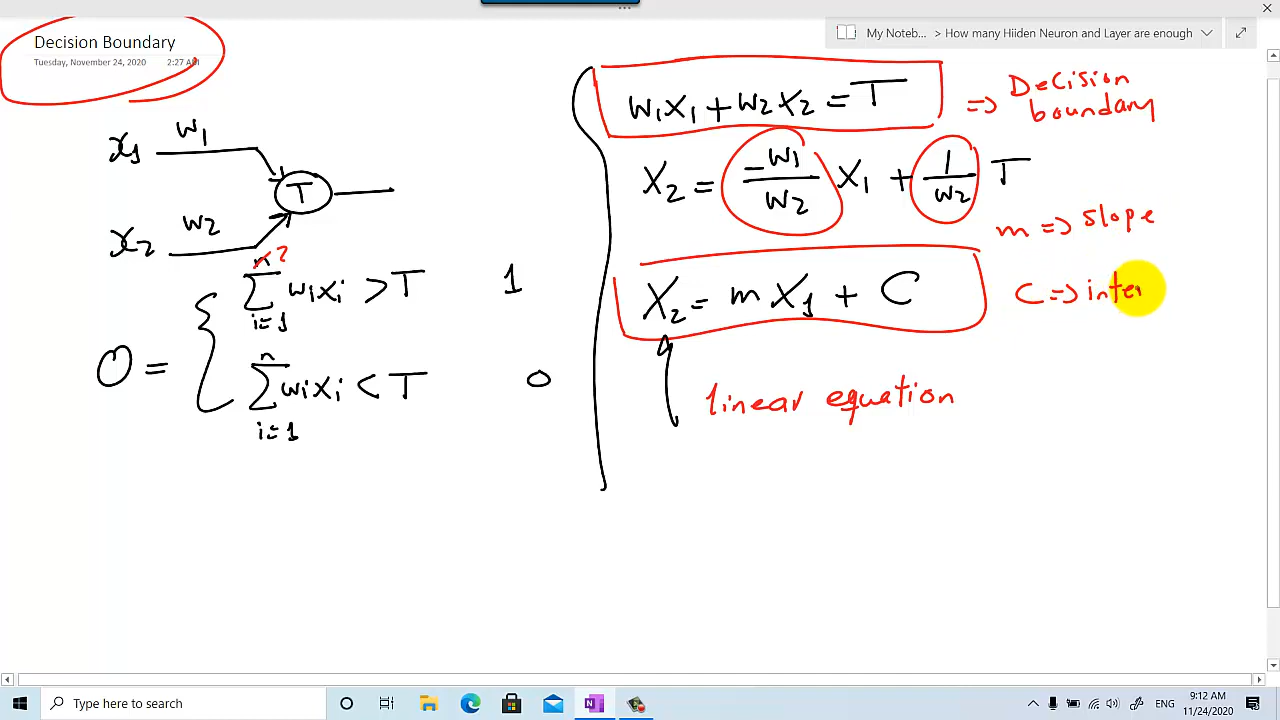 Decision Boundary
Tuesday, November 24, 2020 2:27 AM
My Noteb... > How many Hiiden Neuron and Layer are enough
x1 w1
T
x2 w2
O =
n 2
∑ wixi > T 1
i=1
n
∑ wixi < T 0
i=1
w1x1 + w2x2 = T => Decision boundary
x2 = -w1/w2 x1 + 1/w2 T
m => slope
x2 = m x1 + C
C => inter
linear equation
Type here to search
ENG
9:12 AM
11/24/2020